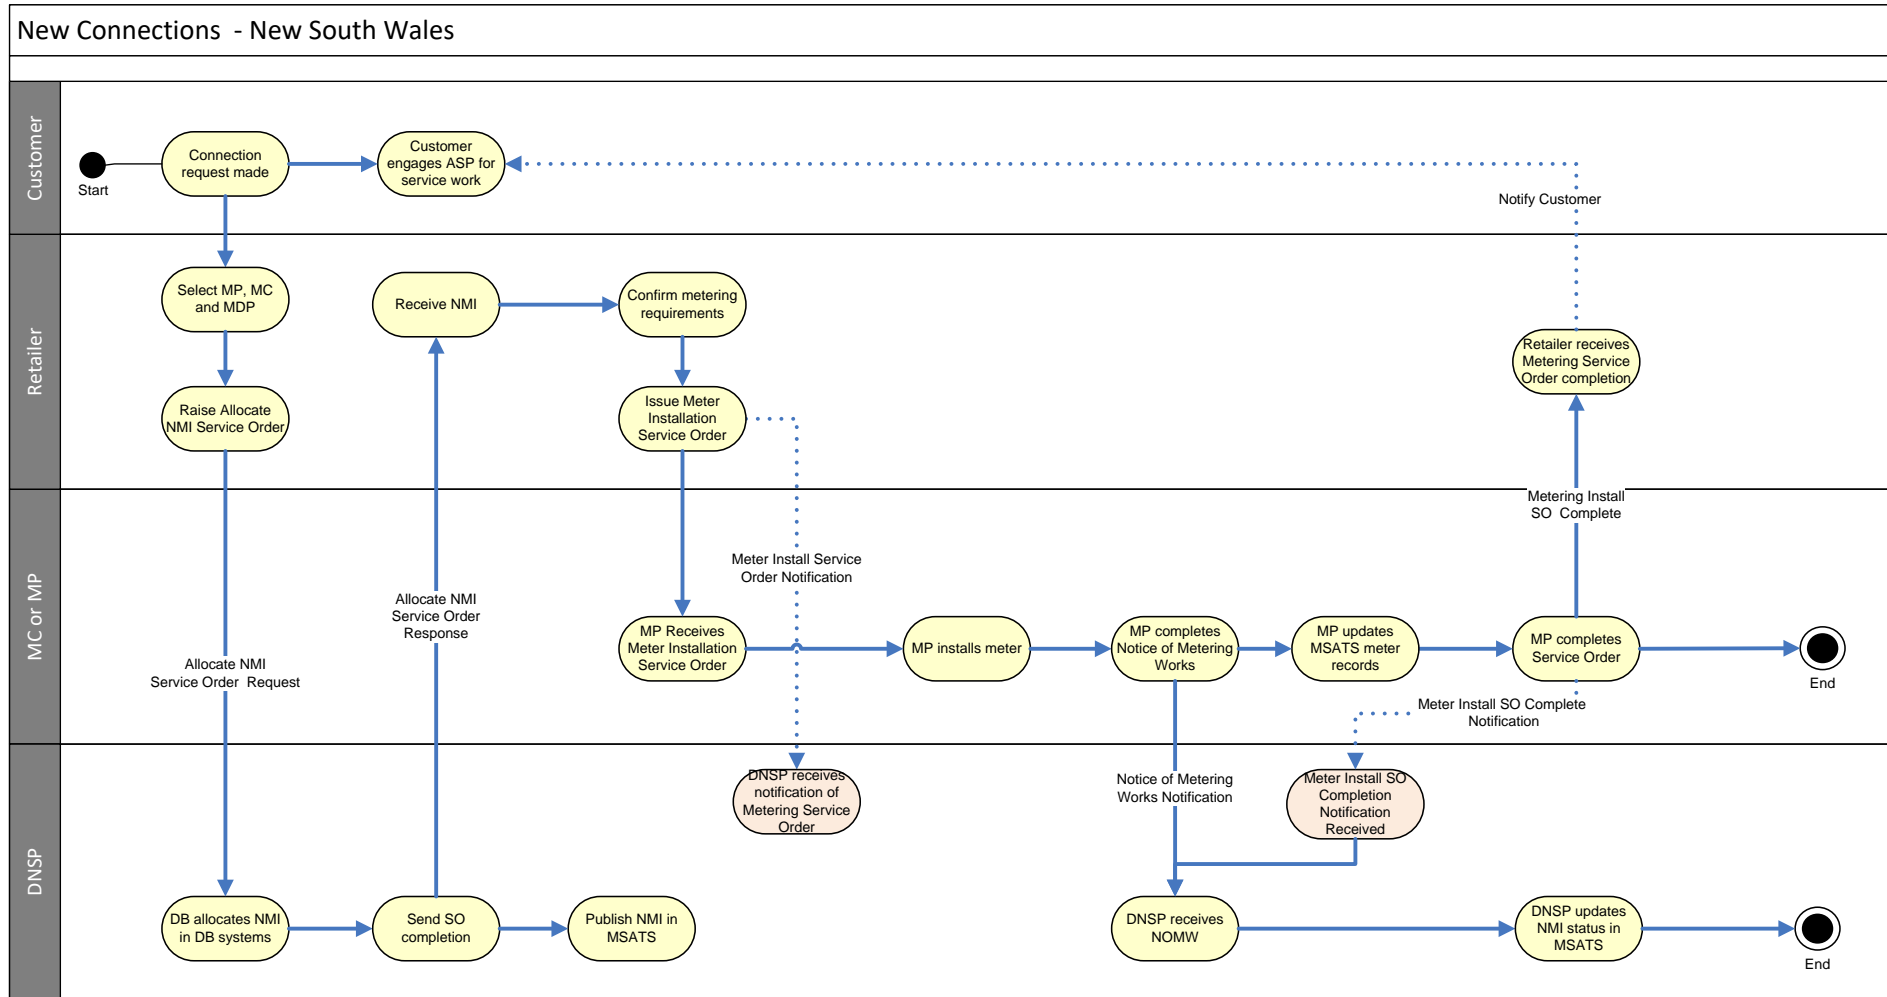 New Connections  - New South Wales
Customer
Start
Connection
request made
Customer
engages ASP for
service work
Notify Customer
Retailer
Select MP, MC
and MDP
Raise Allocate
NMI Service Order
Receive NMI
Confirm metering
requirements
Issue Meter
Installation
Service Order
Retailer receives
Metering Service
Order completion
MC or MP
Allocate NMI
Service Order  Request
Allocate NMI
Service Order
Response
Meter Install Service
Order Notification
Metering Install
SO  Complete
MP Receives
Meter Installation
Service Order
MP installs meter
MP completes
Notice of Metering
Works
MP updates
MSATS meter
records
MP completes
Service Order
End
Meter Install SO Complete
Notification
DNSP
DNSP receives
notification of
Metering Service
Order
Notice of Metering
Works Notification
Meter Install SO
Completion
Notification
Received
DB allocates NMI
in DB systems
Send SO
completion
Publish NMI in
MSATS
DNSP receives
NOMW
DNSP updates
NMI status in
MSATS
End